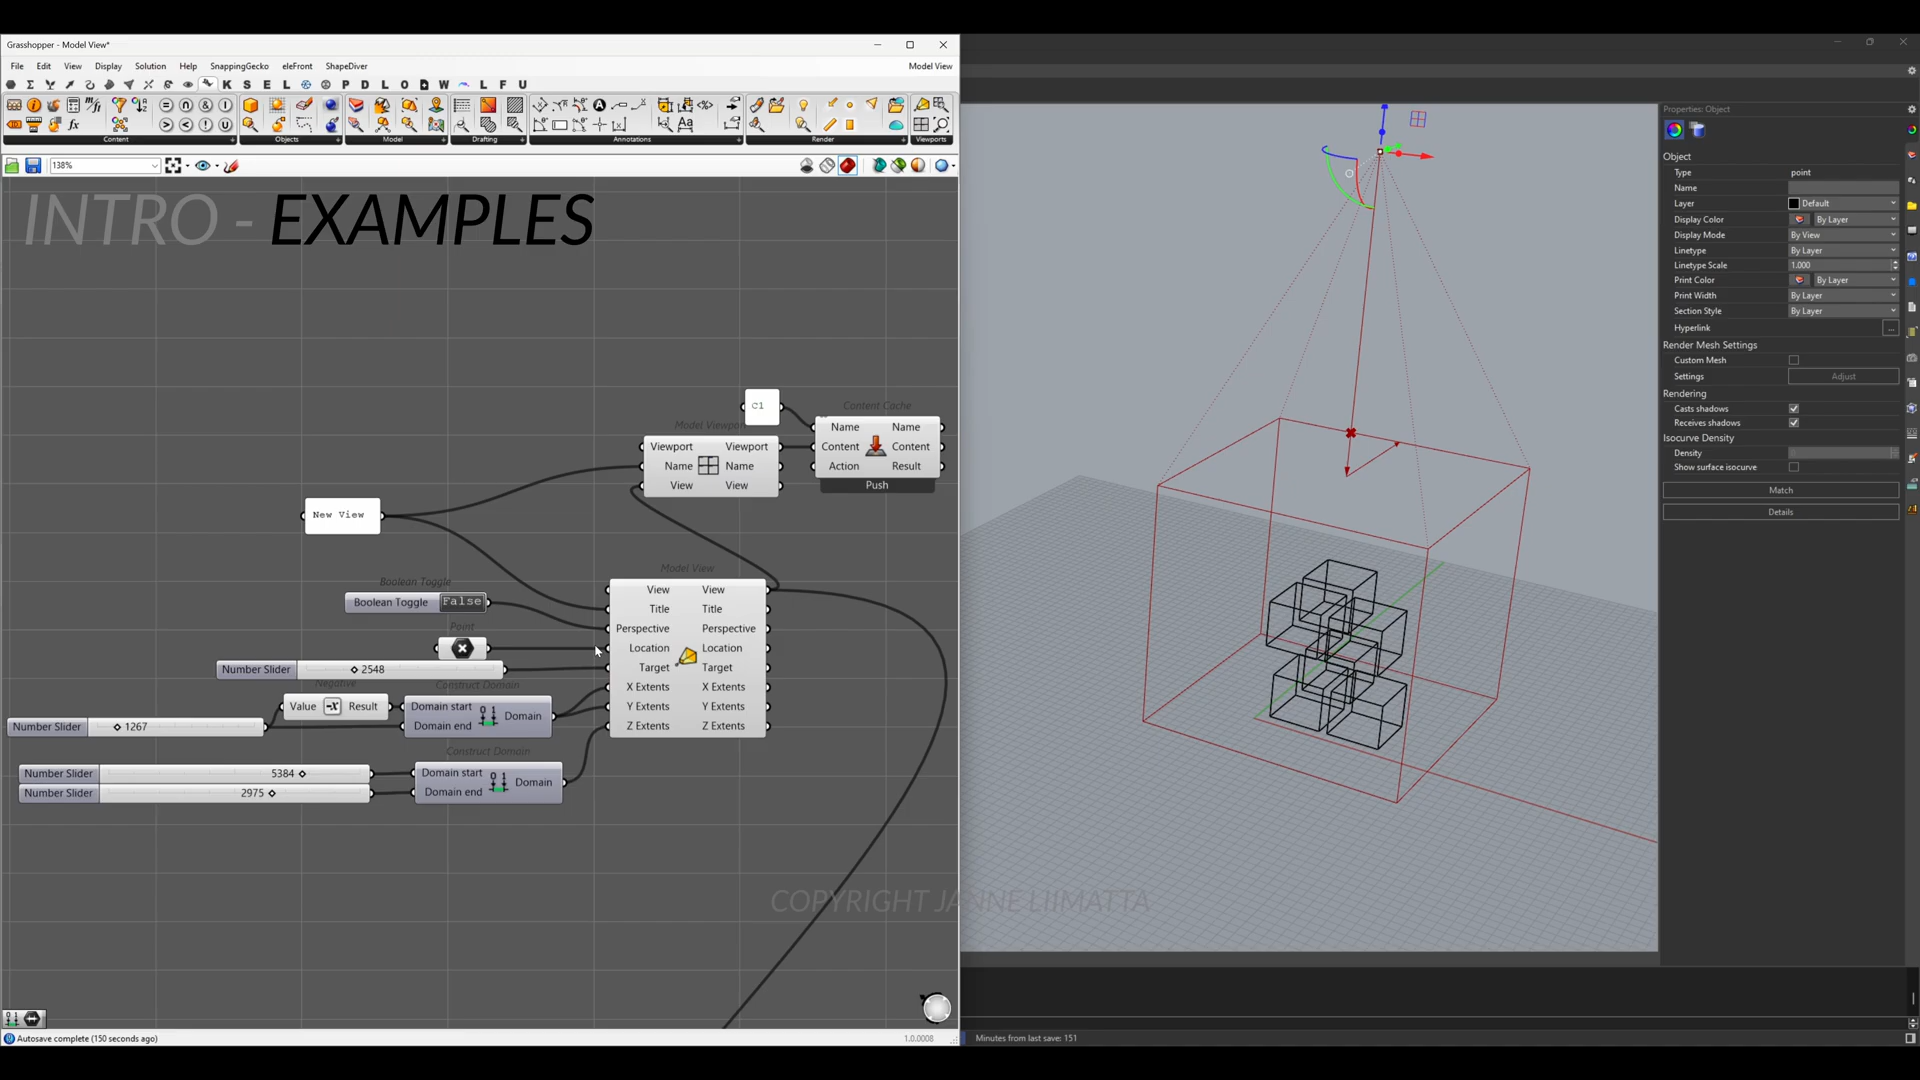 Grasshopper - Model View*
File Edit View Display Solution Help SnappingGecko eleFront ShapeDiver Model View
K S E L P D L O W L F U
Content Objects Model Drafting Annotations Render Viewports
138%
INTRO - EXAMPLES
C1
Content Cache
Name Name
Content Content
Action Result
Push
Model Viewport
Viewport Viewport
Name Name
View View
New View
Boolean Toggle
Boolean Toggle False
Point
Number Slider 2548
Model View
View View
Title Title
Perspective Perspective
Location Location
Target Target
X Extents X Extents
Y Extents Y Extents
Z Extents Z Extents
Negative
Value -x Result
Construct Domain
Domain start
Domain end
Domain
Number Slider 1267
Construct Domain
Domain start
Domain end
Domain
Number Slider 5384
Number Slider 2975
COPYRIGHT JANNE LIIMATTA
Autosave complete (150 seconds ago)
1.0.0008
Minutes from last save: 151
Properties: Object
Object
Type point
Name
Layer Default
Display Color By Layer
Display Mode By View
Linetype By Layer
Linetype Scale 1.000
Print Color By Layer
Print Width By Layer
Section Style By Layer
Hyperlink ...
Render Mesh Settings
Custom Mesh
Settings Adjust
Rendering
Casts shadows
Receives shadows
Isocurve Density
Density
Show surface isocurve
Match
Details